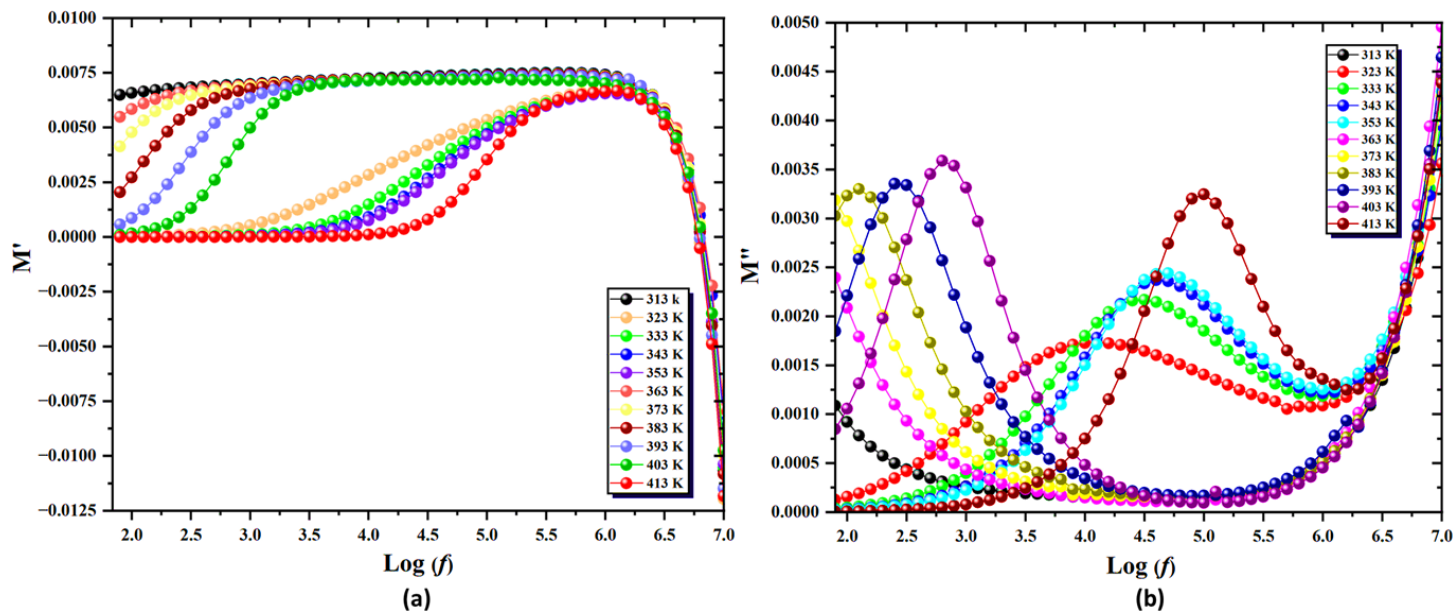 0.0100
0.0075
0.0050
0.0025
0.0000
−0.0025
−0.0050
−0.0075
−0.0100
−0.0125
M'
2.0 2.5 3.0 3.5 4.0 4.5 5.0 5.5 6.0 6.5 7.0
Log (f)
313 k
323 K
333 K
343 K
353 K
363 K
373 K
383 K
393 K
403 K
413 K
(a)
0.0050
0.0045
0.0040
0.0035
0.0030
0.0025
0.0020
0.0015
0.0010
0.0005
0.0000
M"
2.0 2.5 3.0 3.5 4.0 4.5 5.0 5.5 6.0 6.5 7.0
Log (f)
313 K
323 K
333 K
343 K
353 K
363 K
373 K
383 K
393 K
403 K
413 K
(b)